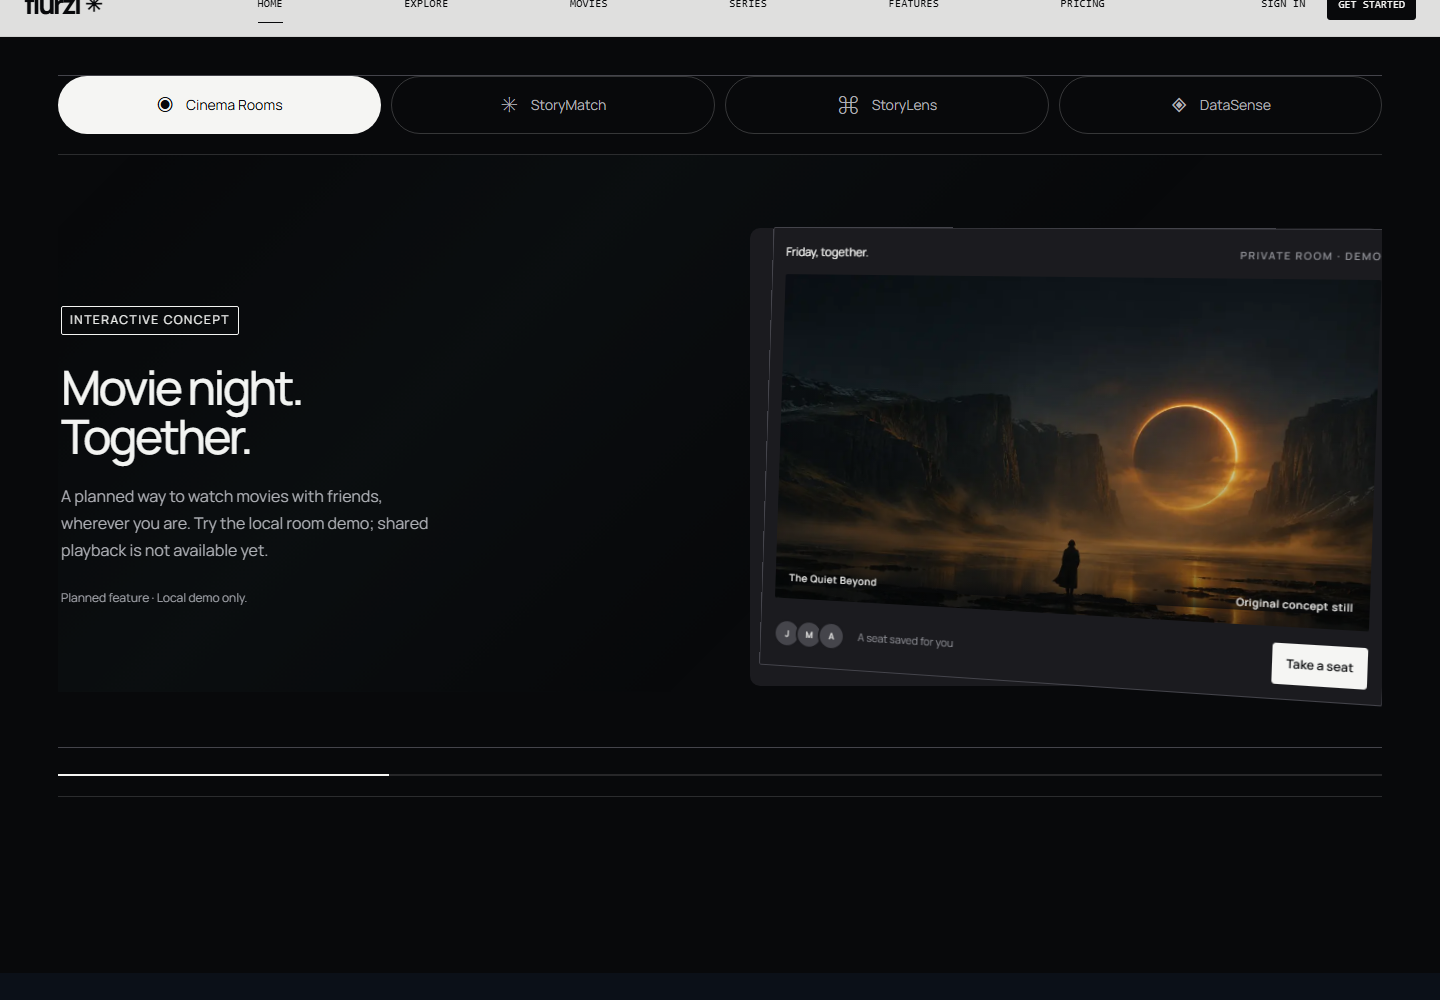 flurzi
HOME
EXPLORE
MOVIES
SERIES
FEATURES
PRICING
SIGN IN
GET STARTED
Cinema Rooms
StoryMatch
StoryLens
DataSense
INTERACTIVE CONCEPT
Movie night.
Together.
A planned way to watch movies with friends,
wherever you are. Try the local room demo; shared
playback is not available yet.
Planned feature · Local demo only.
Friday, together.
PRIVATE ROOM · DEMO
The Quiet Beyond
Original concept still
J
M
A
A seat saved for you
Take a seat